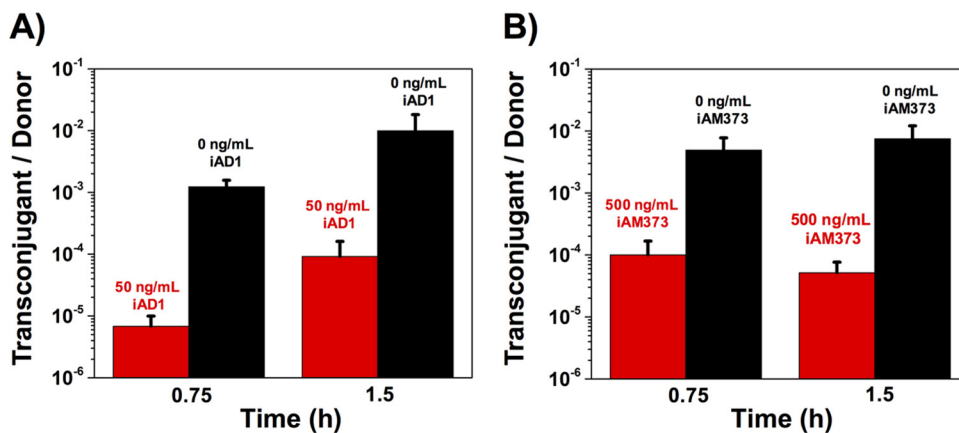 A)
Transconjugant / Donor
10⁻¹
10⁻²
10⁻³
10⁻⁴
10⁻⁵
10⁻⁶
50 ng/mL
iAD1
0 ng/mL
iAD1
50 ng/mL
iAD1
0 ng/mL
iAD1
0.75
1.5
Time (h)
B)
Transconjugant / Donor
10⁻¹
10⁻²
10⁻³
10⁻⁴
10⁻⁵
10⁻⁶
500 ng/mL
iAM373
0 ng/mL
iAM373
500 ng/mL
iAM373
0 ng/mL
iAM373
0.75
1.5
Time (h)